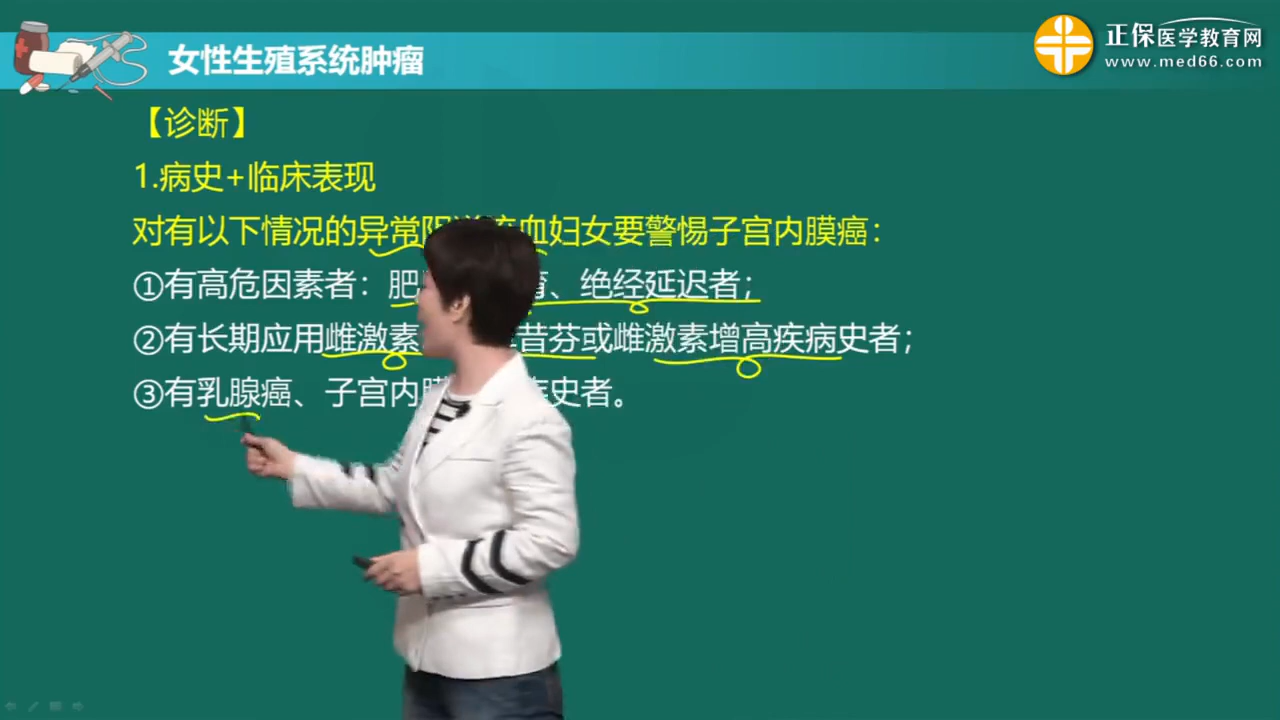 正保医学教育网
www.med66.com
女性生殖系统肿瘤
【诊断】
1.病史+临床表现
对有以下情况的异常 血妇女要警惕子宫内膜癌：
①有高危因素者：肥 、绝经延迟者；
②有长期应用雌激素 昔芬或雌激素增高疾病史者；
③有乳腺癌、子宫内 史者。